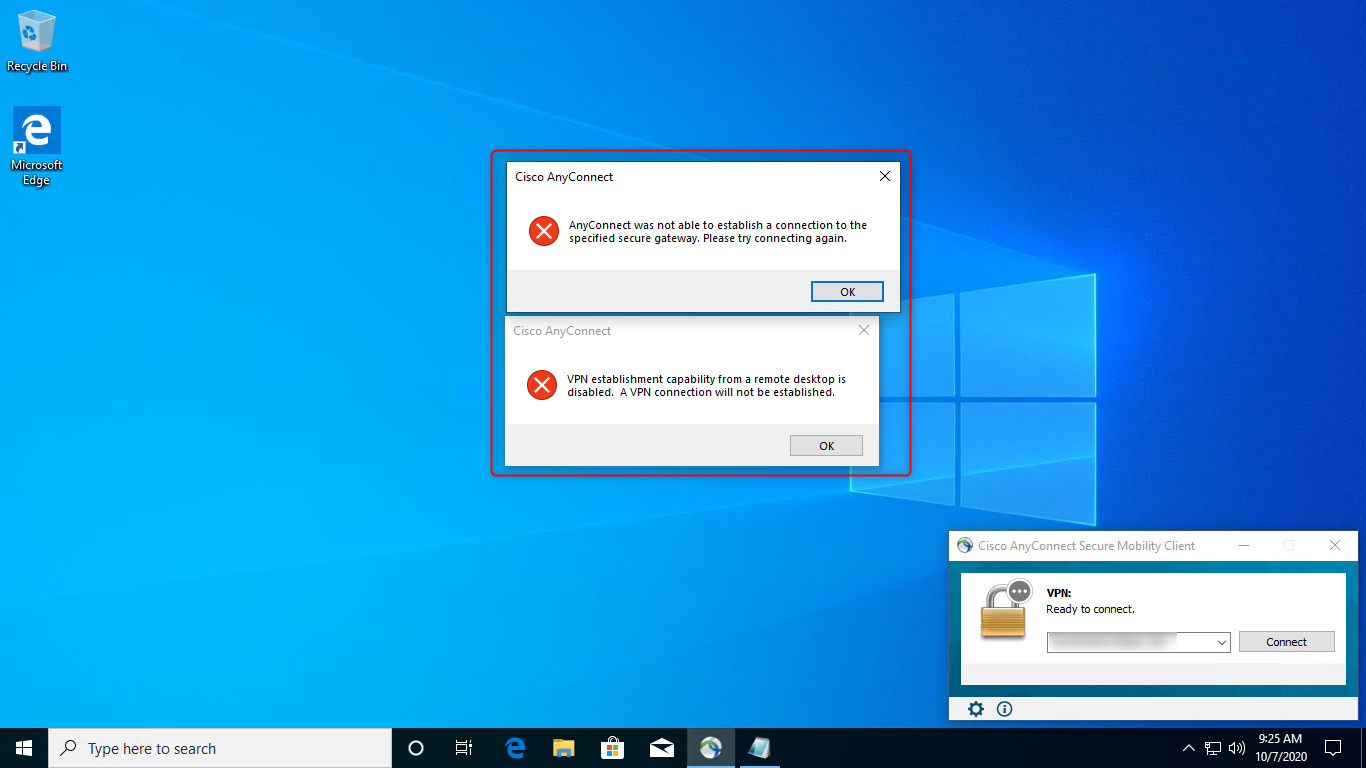 Recycle Bin
Microsoft
Edge
Cisco AnyConnect
AnyConnect was not able to establish a connection to the
specified secure gateway. Please try connecting again.
OK
Cisco AnyConnect
VPN establishment capability from a remote desktop is
disabled.  A VPN connection will not be established.
OK
Cisco AnyConnect Secure Mobility Client
VPN:
Ready to connect.
Connect
Type here to search
9:25 AM
10/7/2020